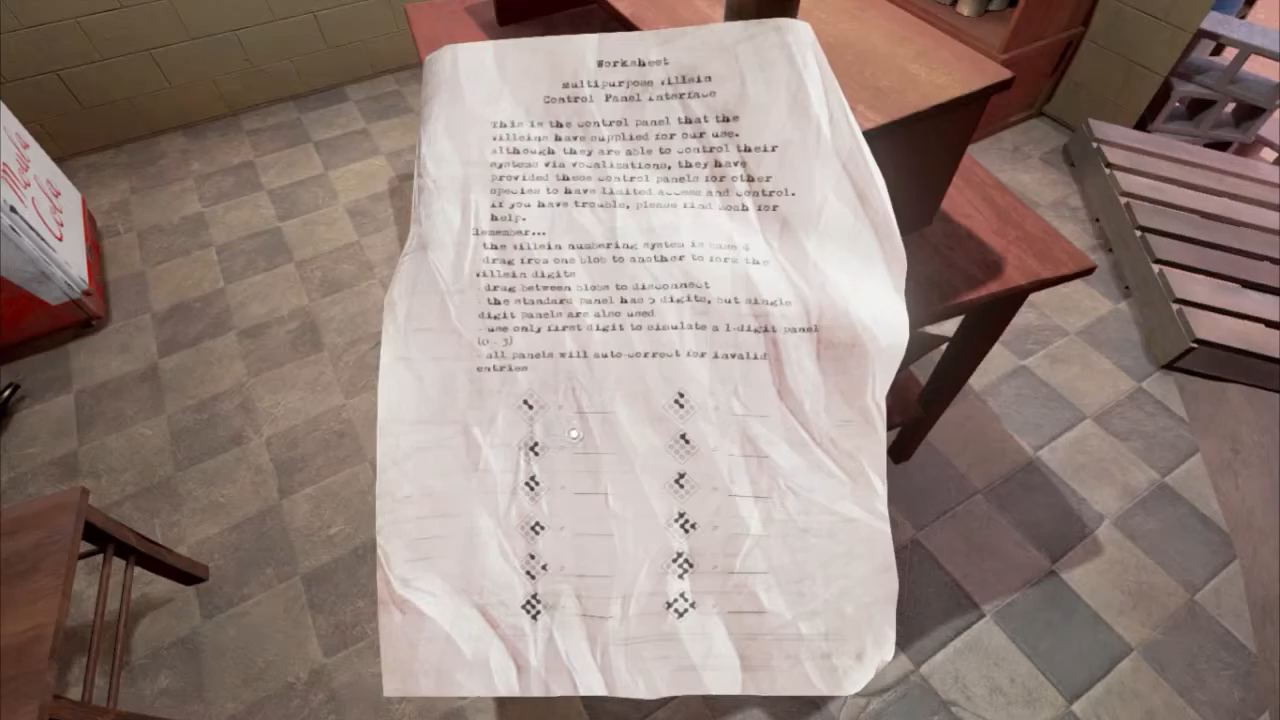 Worksheet
Multipurpose Villein
Control Panel Interface
This is the control panel that the
villeins have supplied for our use.
Although they are able to control their
systems via vocalizations, they have
provided these control panels for other
species to have limited access and control.
If you have trouble, please find Josh for
help.
Remember...
- the Villein numbering system is base 4
- drag from one blob to another to form the
Villein digits
- drag between blobs to disconnect
- the standard panel has 3 digits, but single
digit panels are also used
- use only first digit to simulate a 1-digit panel
(0 - 3)
- all panels will auto-correct for invalid
entries
Cola